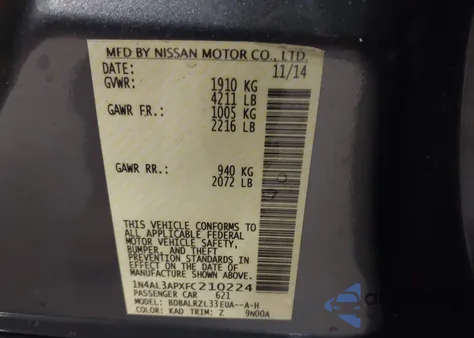 MFD BY NISSAN MOTOR CO., LTD.
DATE: 11/14
GVWR: 1910 KG
4211 LB
GAWR FR.: 1005 KG
2216 LB
GAWR RR.: 940 KG
2072 LB
THIS VEHICLE CONFORMS TO
ALL APPLICABLE FEDERAL
MOTOR VEHICLE SAFETY,
BUMPER, AND THEFT
PREVENTION STANDARDS IN
EFFECT ON THE DATE OF
MANUFACTURE SHOWN ABOVE.
1N4AL3APXFC210224
PASSENGER CAR 621
MODEL: BDBALRZL33EUA--A-H
COLOR: KAD TRIM: Z 9N00A